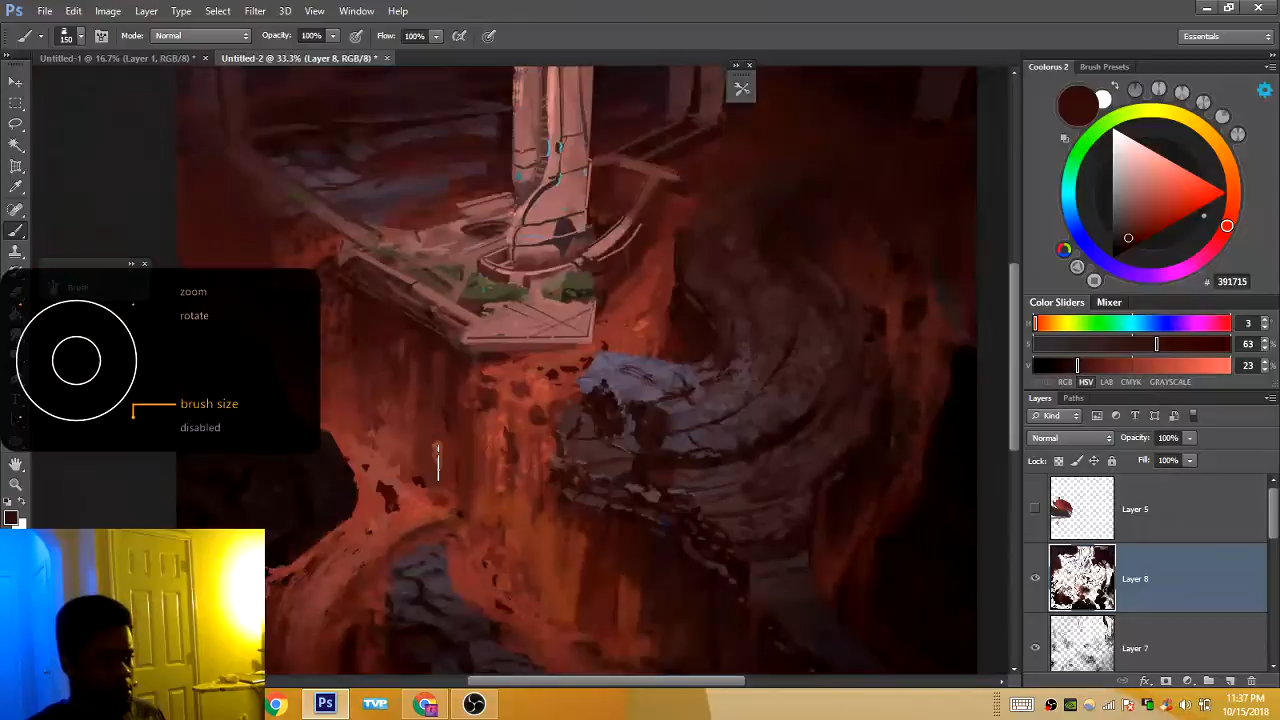 Ps File Edit Image Layer Type Select Filter 3D View Window Help
150 Mode: Normal Opacity: 100% Flow: 100% Essentials
Untitled-1 @ 16.7% (Layer 1, RGB/8) * × Untitled-2 @ 33.3% (Layer 8, RGB/8) * ×
Coolorus 2 Brush Presets
# 391715
Color Sliders Mixer
H 3 °
S 63 %
V 23 %
RGB HSV LAB CMYK GRAYSCALE
Layers Paths
Kind
Normal Opacity: 100%
Lock: Fill: 100%
Layer 5
Layer 8
Layer 7
zoom
rotate
brush size
disabled
Ps TVP
11:37 PM
10/15/2018